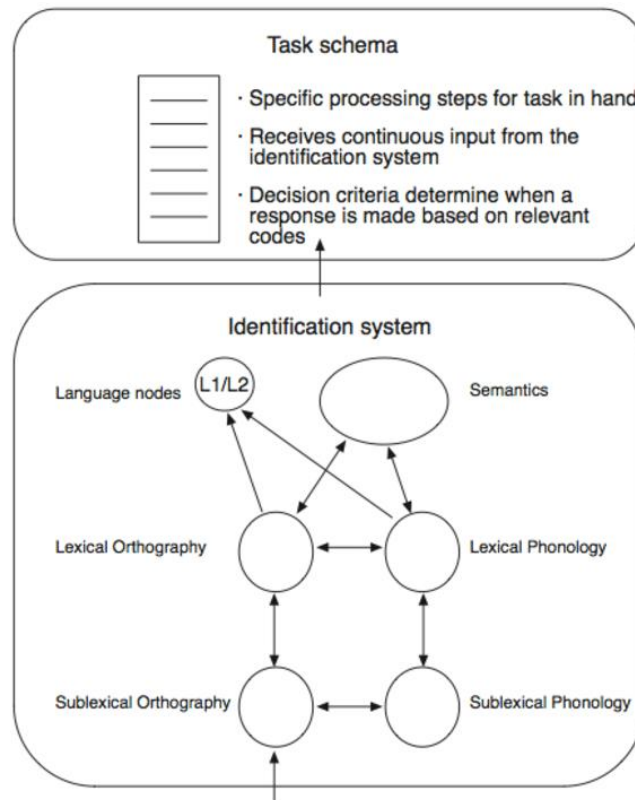 Task schema
· Specific processing steps for task in hand
· Receives continuous input from the
identification system
· Decision criteria determine when a
response is made based on relevant
codes
Identification system
Language nodes
L1/L2
Semantics
Lexical Orthography
Lexical Phonology
Sublexical Orthography
Sublexical Phonology